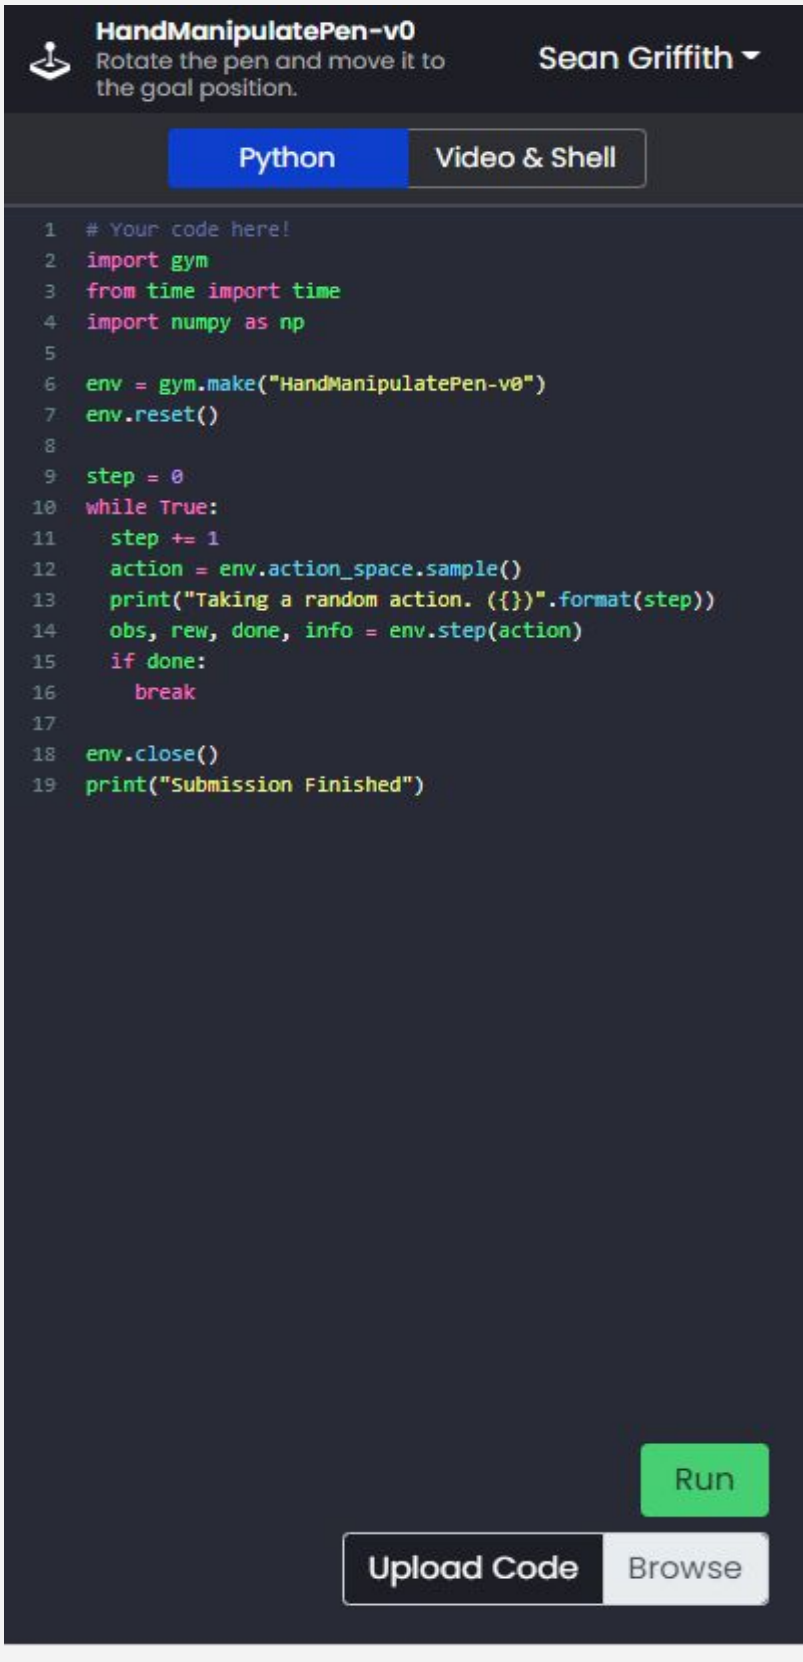 HandManipulatePen-v0
Rotate the pen and move it to
the goal position.
Sean Griffith
Python
Video & Shell
1 # Your code here!
2 import gym
3 from time import time
4 import numpy as np
5
6 env = gym.make("HandManipulatePen-v0")
7 env.reset()
8
9 step = 0
10 while True:
11   step += 1
12   action = env.action_space.sample()
13   print("Taking a random action. ({})".format(step))
14   obs, rew, done, info = env.step(action)
15   if done:
16     break
17
18 env.close()
19 print("Submission Finished")
Run
Upload Code
Browse